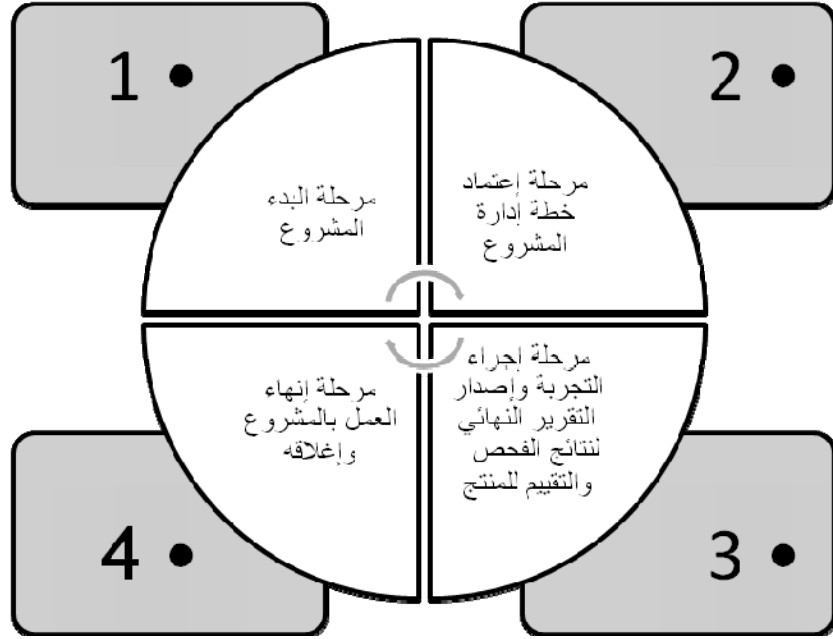 1 •
مرحلة البدء
المشروع
2 •
مرحلة إعتماد
خطة إدارة
المشروع
3 •
مرحلة إجراء
التجربة وإصدار
التقرير النهائي
لنتائج الفحص
والتقييم للمنتج
4 •
مرحلة إنهاء
العمل بالمشروع
وإغلاقه